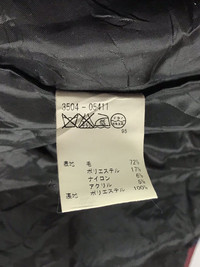 3504-05411
表地 毛 72%
ポリエステル 17%
ナイロン 6%
アクリル 5%
裏地 ポリエステル 100%